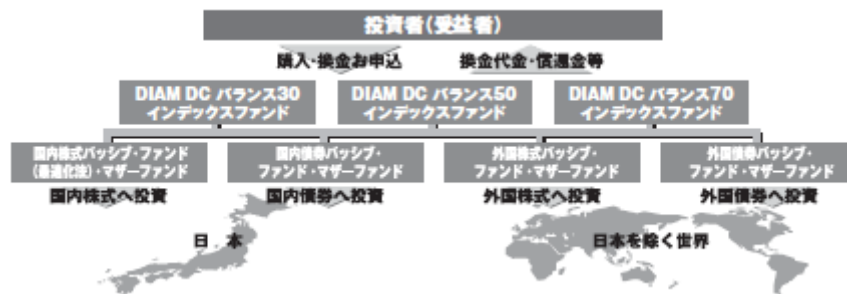 投資者(受益者)
購入・換金お申込
換金代金・償還金等
DIAM DC バランス30
インデックスファンド
DIAM DC バランス50
インデックスファンド
DIAM DC バランス70
インデックスファンド
国内株式パッシブ・ファンド
(最適化法)・マザーファンド
国内債券パッシブ・
ファンド・マザーファンド
外国株式パッシブ・
ファンド・マザーファンド
外国債券パッシブ・
ファンド・マザーファンド
国内株式へ投資
国内債券へ投資
外国株式へ投資
外国債券へ投資
日 本
日本を除く世界